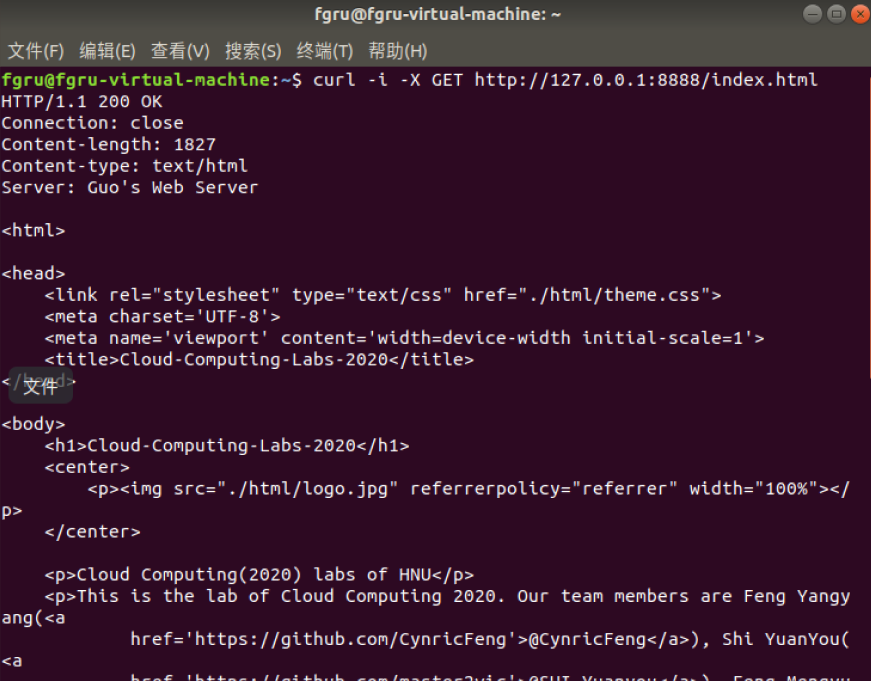 fgru@fgru-virtual-machine: ~
文件(F) 编辑(E) 查看(V) 搜索(S) 终端(T) 帮助(H)
fgru@fgru-virtual-machine:~$ curl -i -X GET http://127.0.0.1:8888/index.html
HTTP/1.1 200 OK
Connection: close
Content-length: 1827
Content-type: text/html
Server: Guo's Web Server
<html>
<head>
<link rel="stylesheet" type="text/css" href="./html/theme.css">
<meta charset='UTF-8'>
<meta name='viewport' content='width=device-width initial-scale=1'>
<title>Cloud-Computing-Labs-2020</title>
</head>
文件
<body>
<h1>Cloud-Computing-Labs-2020</h1>
<center>
<p><img src="./html/logo.jpg" referrerpolicy="referrer" width="100%"></
p>
</center>
<p>Cloud Computing(2020) labs of HNU</p>
<p>This is the lab of Cloud Computing 2020. Our team members are Feng Yangy
ang(<a
href='https://github.com/CynricFeng'>@CynricFeng</a>), Shi YuanYou(
<a